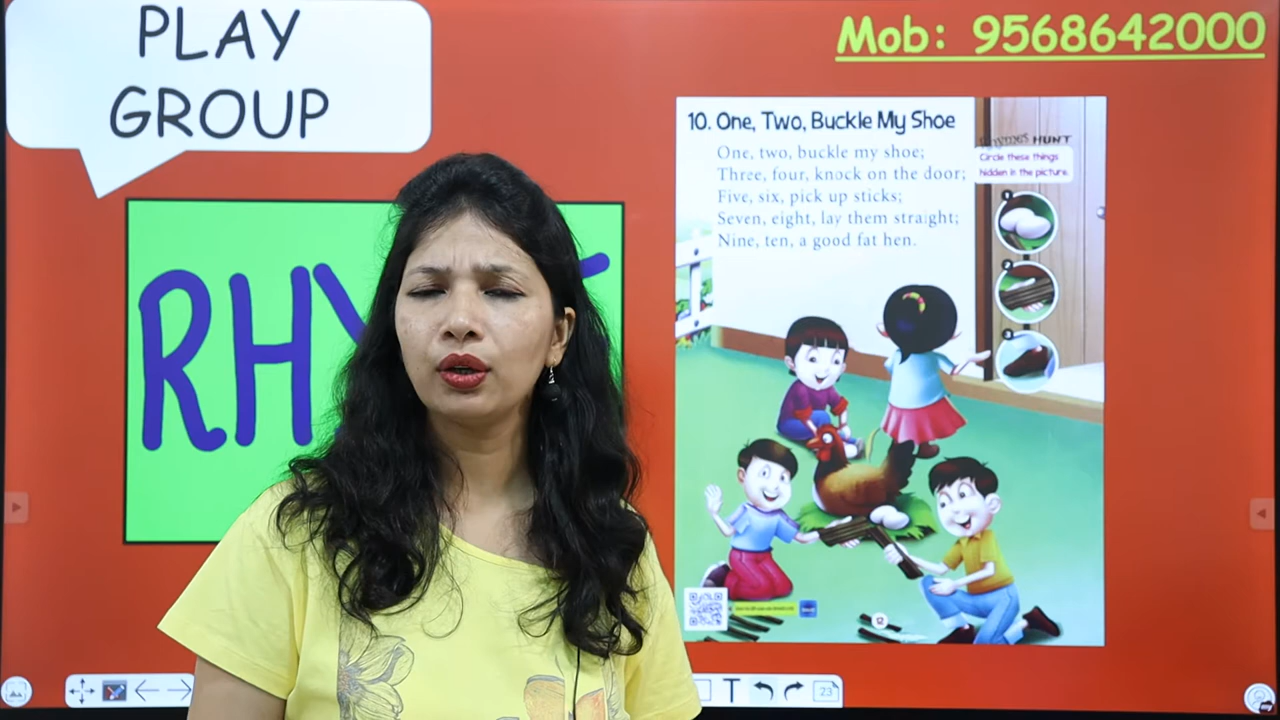 PLAY
GROUP
Mob: 9568642000
10. One, Two, Buckle My Shoe
One, two, buckle my shoe;
Three, four, knock on the door;
Five, six, pick up sticks;
Seven, eight, lay them straight;
Nine, ten, a good fat hen.
HUNT
Circle these things
hidden in the picture.
1
2
3
RHY
12
T
23